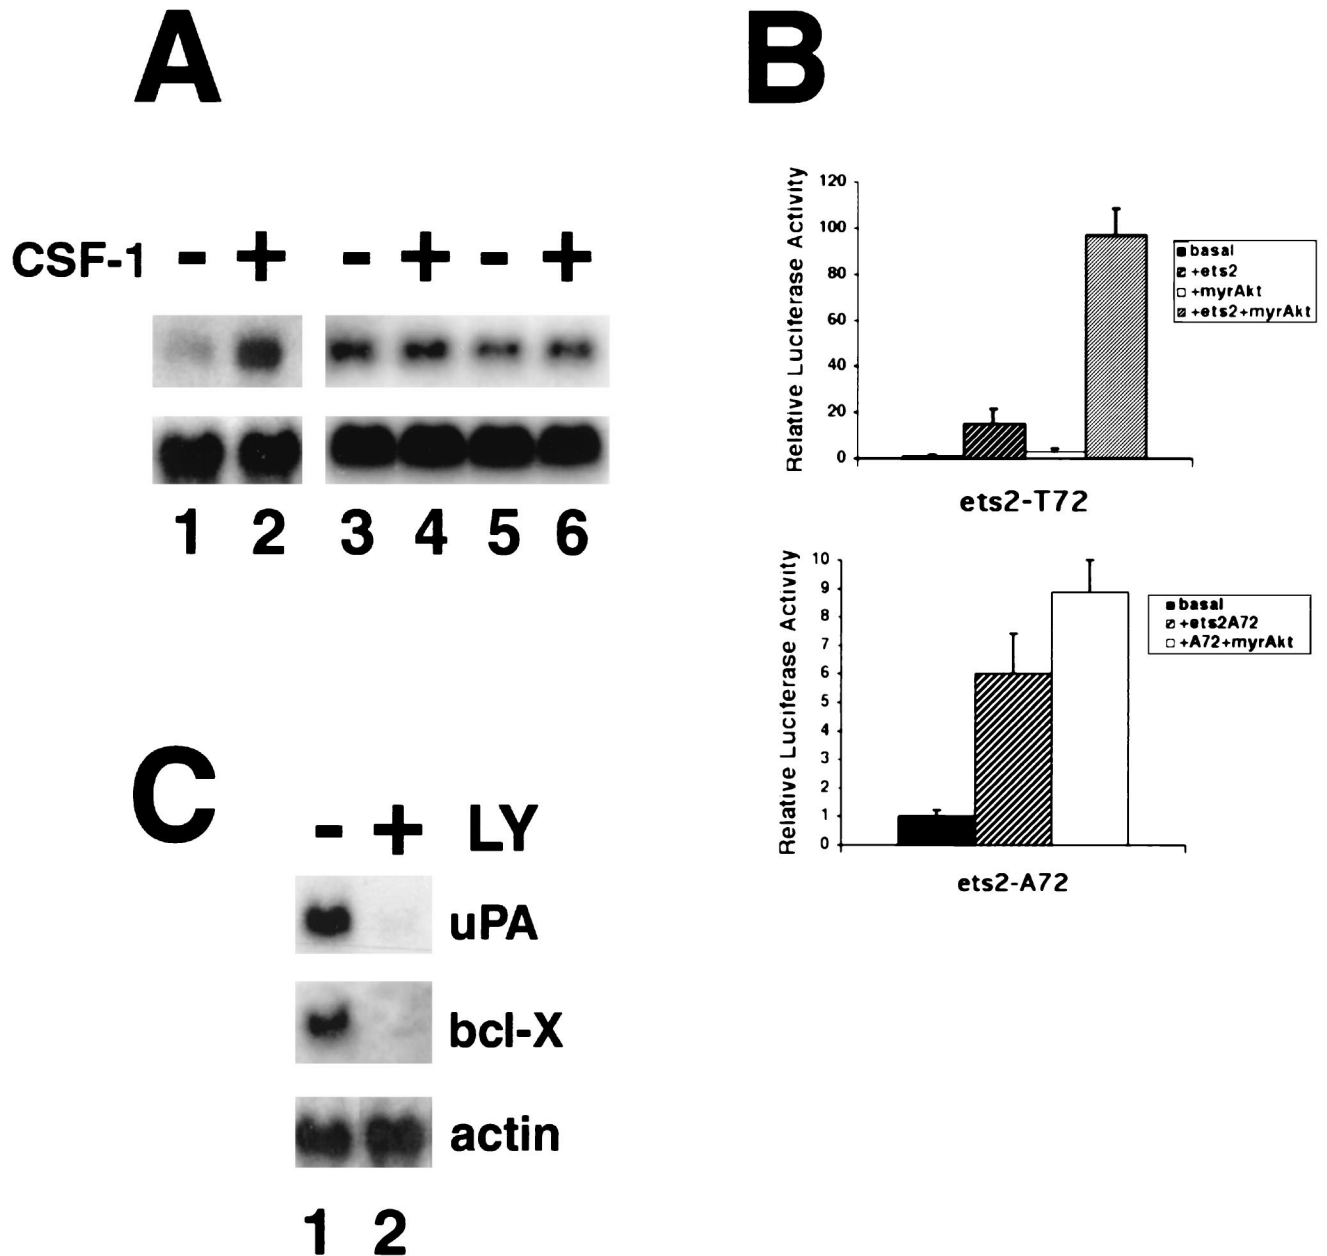 A
CSF-1 - + - + - +
1 2 3 4 5 6
B
Relative Luciferase Activity
120
100
80
60
40
20
0
basal
+ets2
+myrAkt
+ets2+myrAkt
ets2-T72
Relative Luciferase Activity
10
9
8
7
6
5
4
3
2
1
0
basal
+ets2A72
+A72+myrAkt
ets2-A72
C
- + LY
uPA
bcl-X
actin
1 2